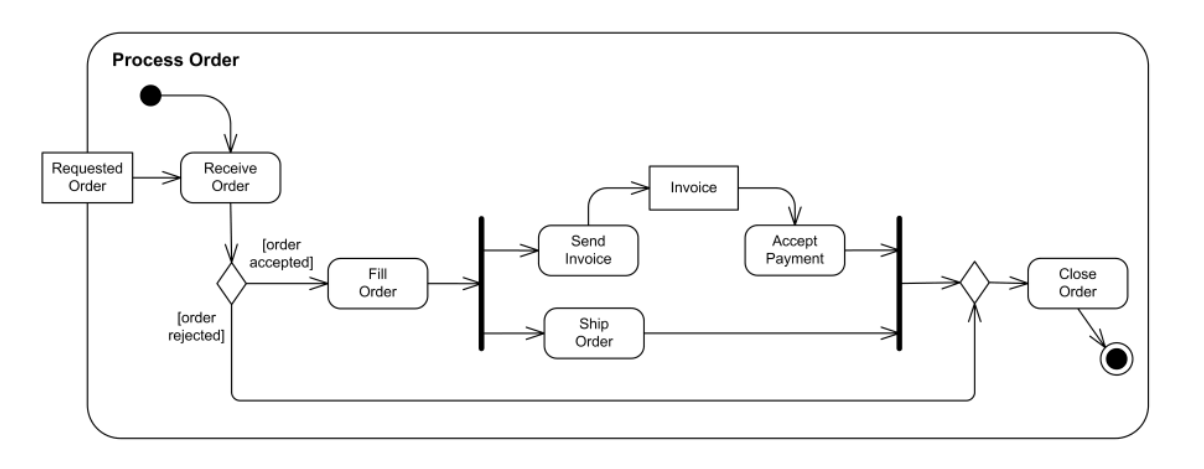 Process Order
Requested
Order
Receive
Order
[order
accepted]
[order
rejected]
Fill
Order
Send
Invoice
Invoice
Accept
Payment
Ship
Order
Close
Order